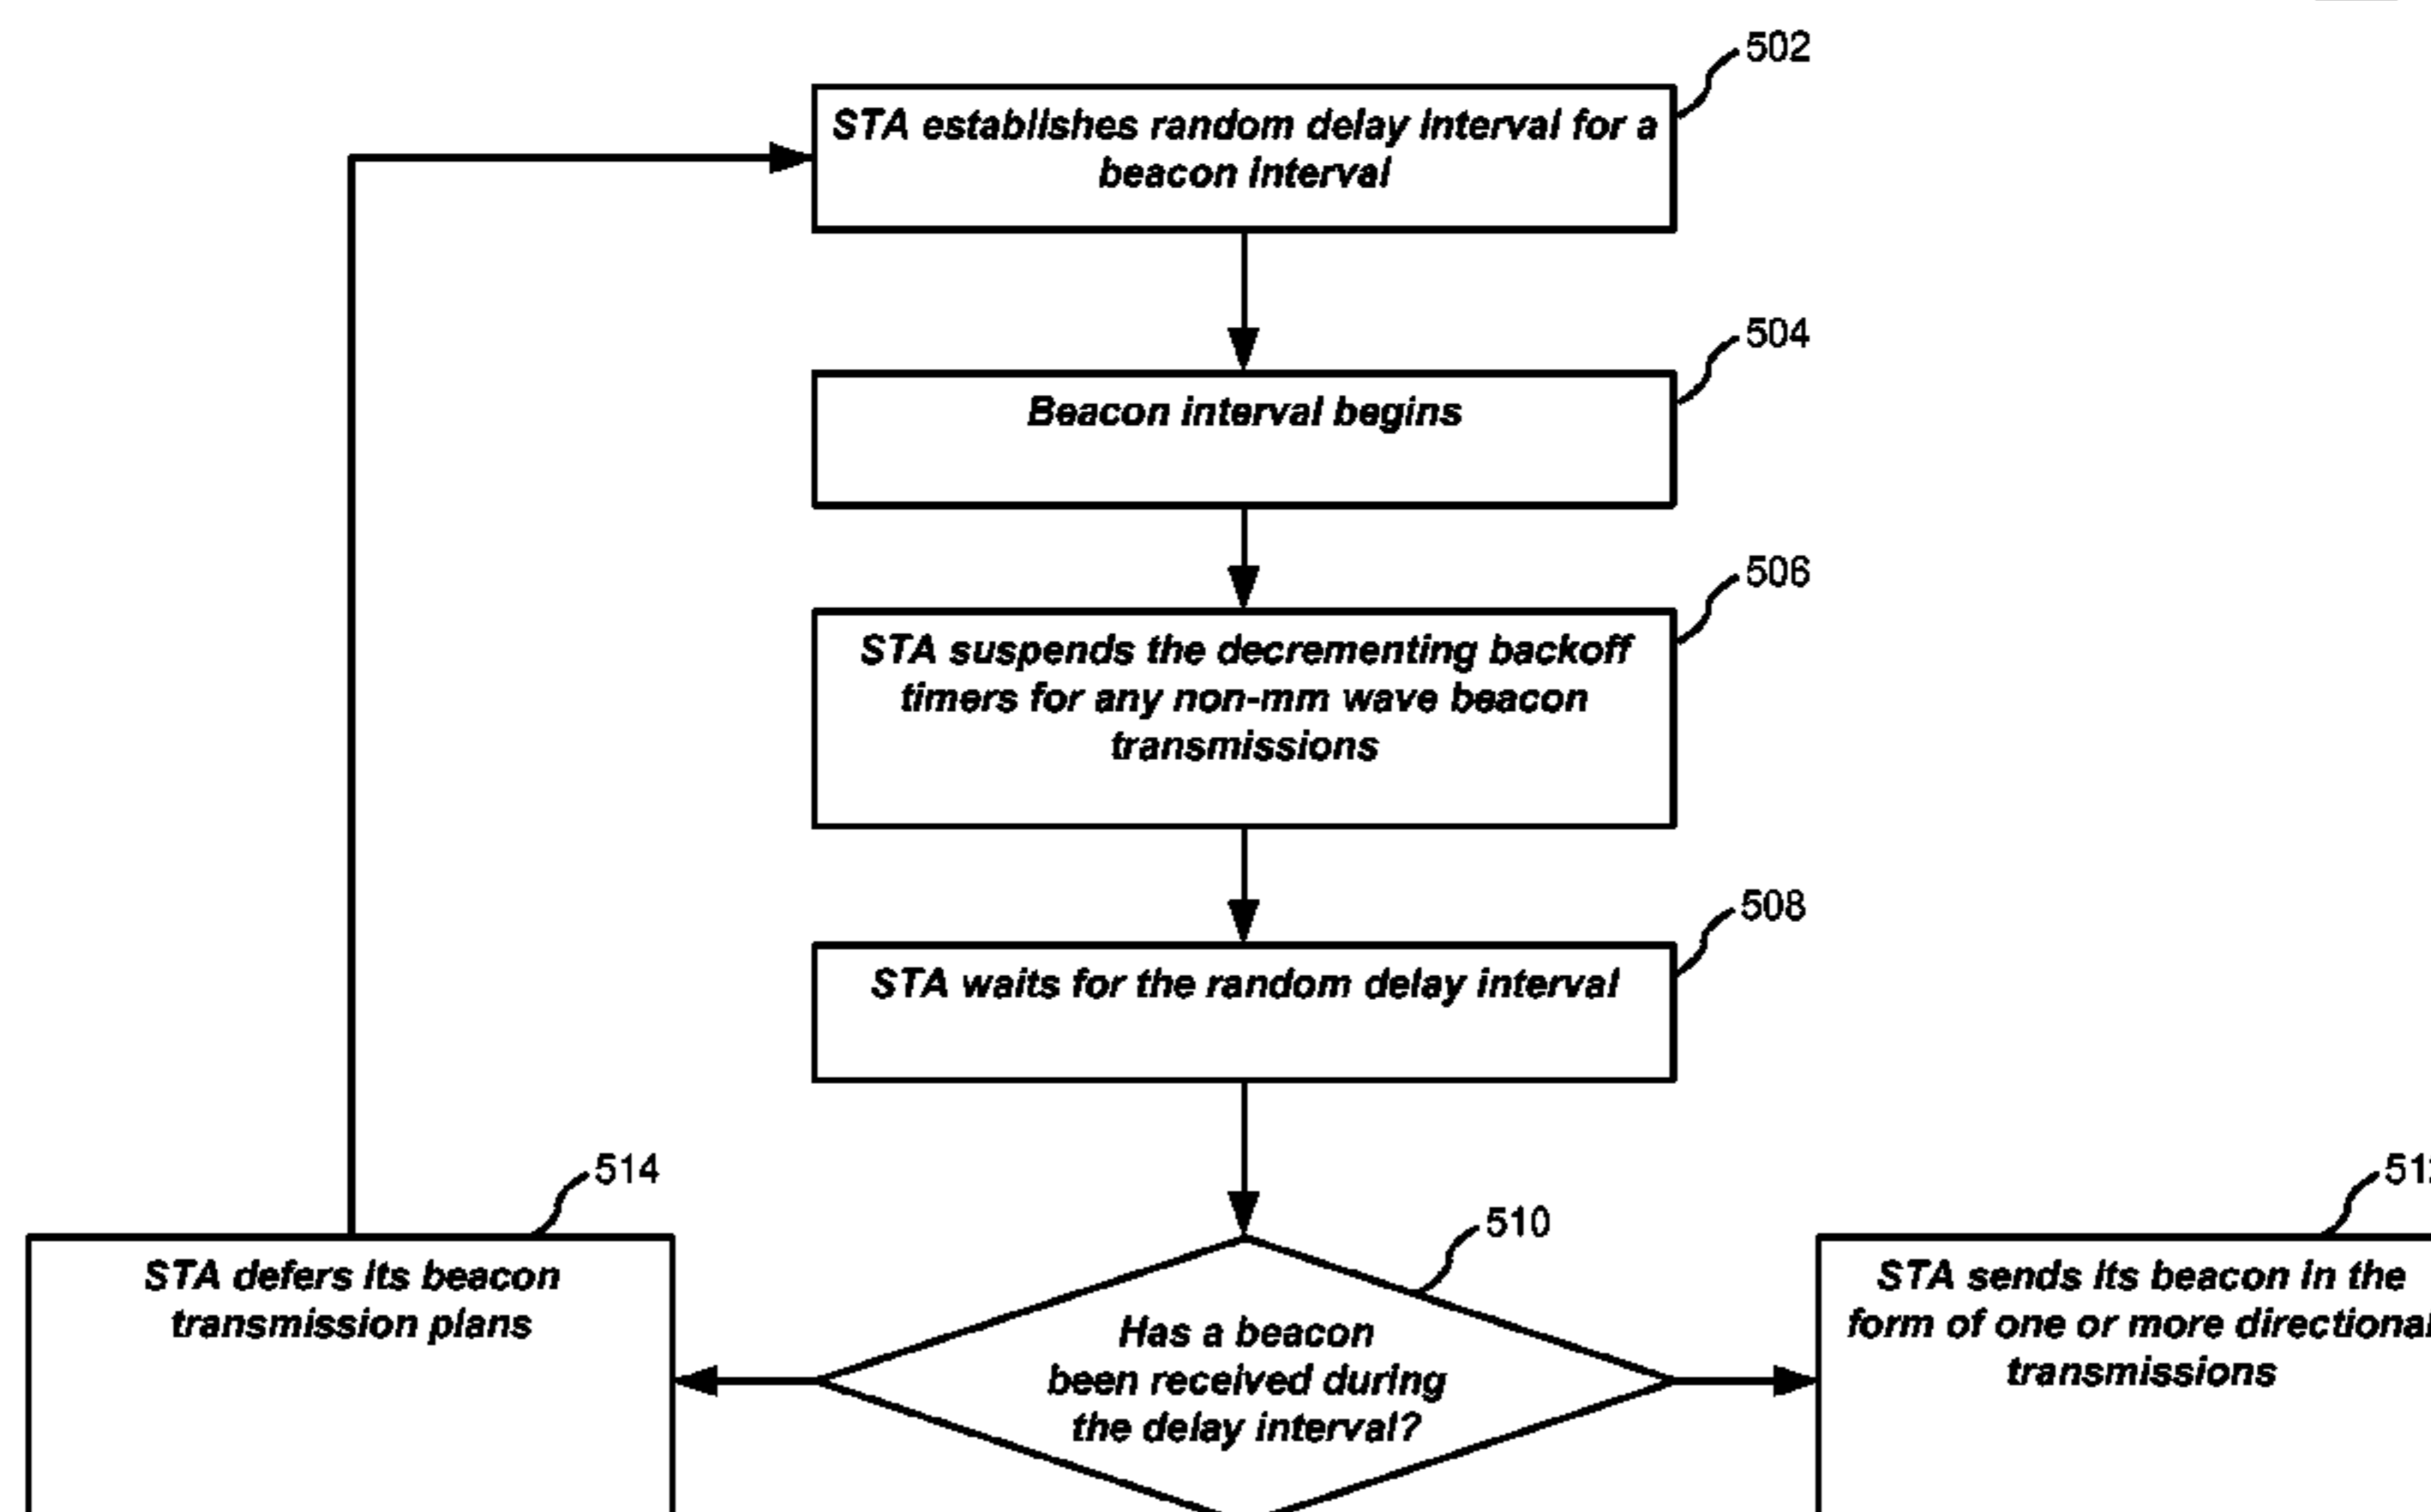 502
STA establishes random delay interval for a
beacon interval
504
Beacon interval begins
506
STA suspends the decrementing backoff
timers for any non-mm wave beacon
transmissions
508
STA waits for the random delay interval
514
STA defers its beacon
transmission plans
510
Has a beacon
been received during
the delay interval?
STA sends its beacon in the
form of one or more directional
transmissions